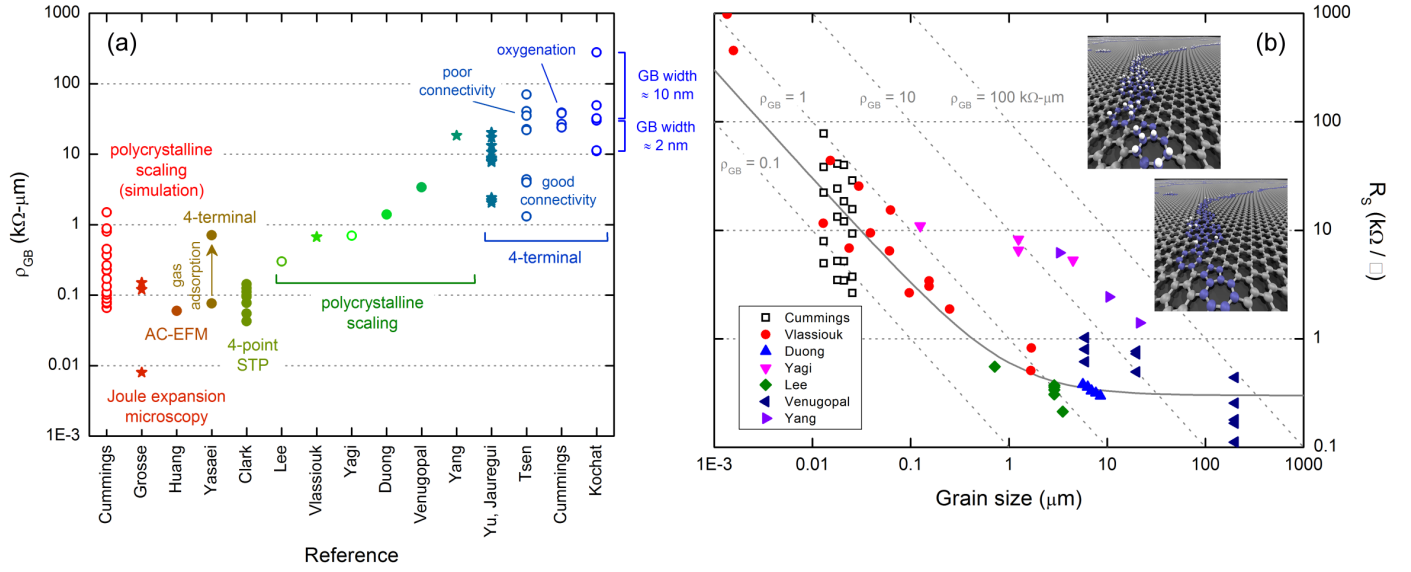 (a)
1000
100
10
1
0.1
0.01
1E-3
ρGB (kΩ-μm)
polycrystalline
scaling
(simulation)
4-terminal
gas
adsorption
AC-EFM
4-point
STP
Joule expansion
microscopy
polycrystalline
scaling
oxygenation
poor
connectivity
good
connectivity
4-terminal
GB width
≈ 10 nm
GB width
≈ 2 nm
Cummings
Grosse
Huang
Yasaei
Clark
Lee
Vlassiouk
Yagi
Duong
Venugopal
Yang
Yu, Jauregui
Tsen
Cummings
Kochat
Reference
(b)
ρGB = 0.1
ρGB = 1
ρGB = 10
ρGB = 100 kΩ-μm
Cummings
Vlassiouk
Duong
Yagi
Lee
Venugopal
Yang
1000
100
10
1
0.1
RS (kΩ / □)
1E-3
0.01
0.1
1
10
100
1000
Grain size (μm)